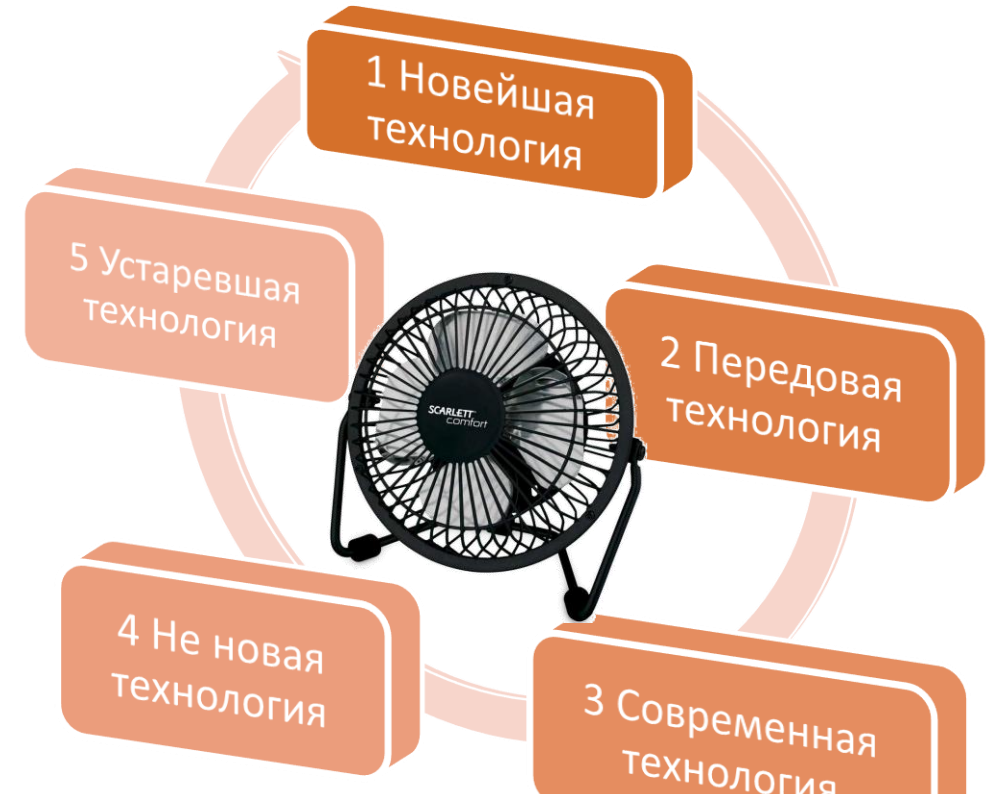 1 Новейшая
технология
2 Передовая
технология
3 Современная
технология
4 Не новая
технология
5 Устаревшая
технология
SCARLETT
comfort